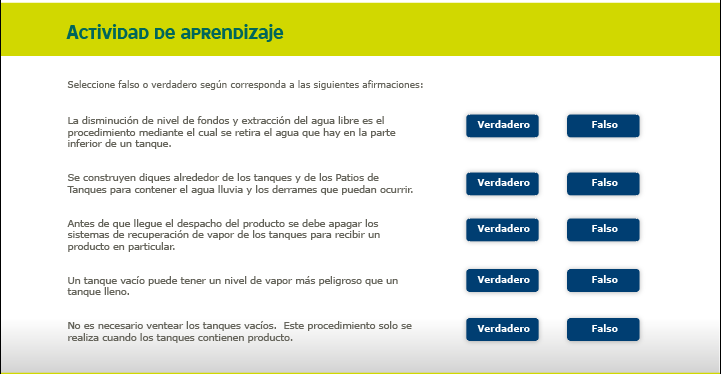 Actividad de aprendizaje
Seleccione falso o verdadero según corresponda a las siguientes afirmaciones:
La disminución de nivel de fondos y extracción del agua libre es el
procedimiento mediante el cual se retira el agua que hay en la parte
inferior de un tanque.
Verdadero Falso
Se construyen diques alrededor de los tanques y de los Patios de
Tanques para contener el agua lluvia y los derrames que puedan ocurrir.
Verdadero Falso
Antes de que llegue el despacho del producto se debe apagar los
sistemas de recuperación de vapor de los tanques para recibir un
producto en particular.
Verdadero Falso
Un tanque vacío puede tener un nivel de vapor más peligroso que un
tanque lleno.
Verdadero Falso
No es necesario ventear los tanques vacíos.  Este procedimiento solo se
realiza cuando los tanques contienen producto.
Verdadero Falso